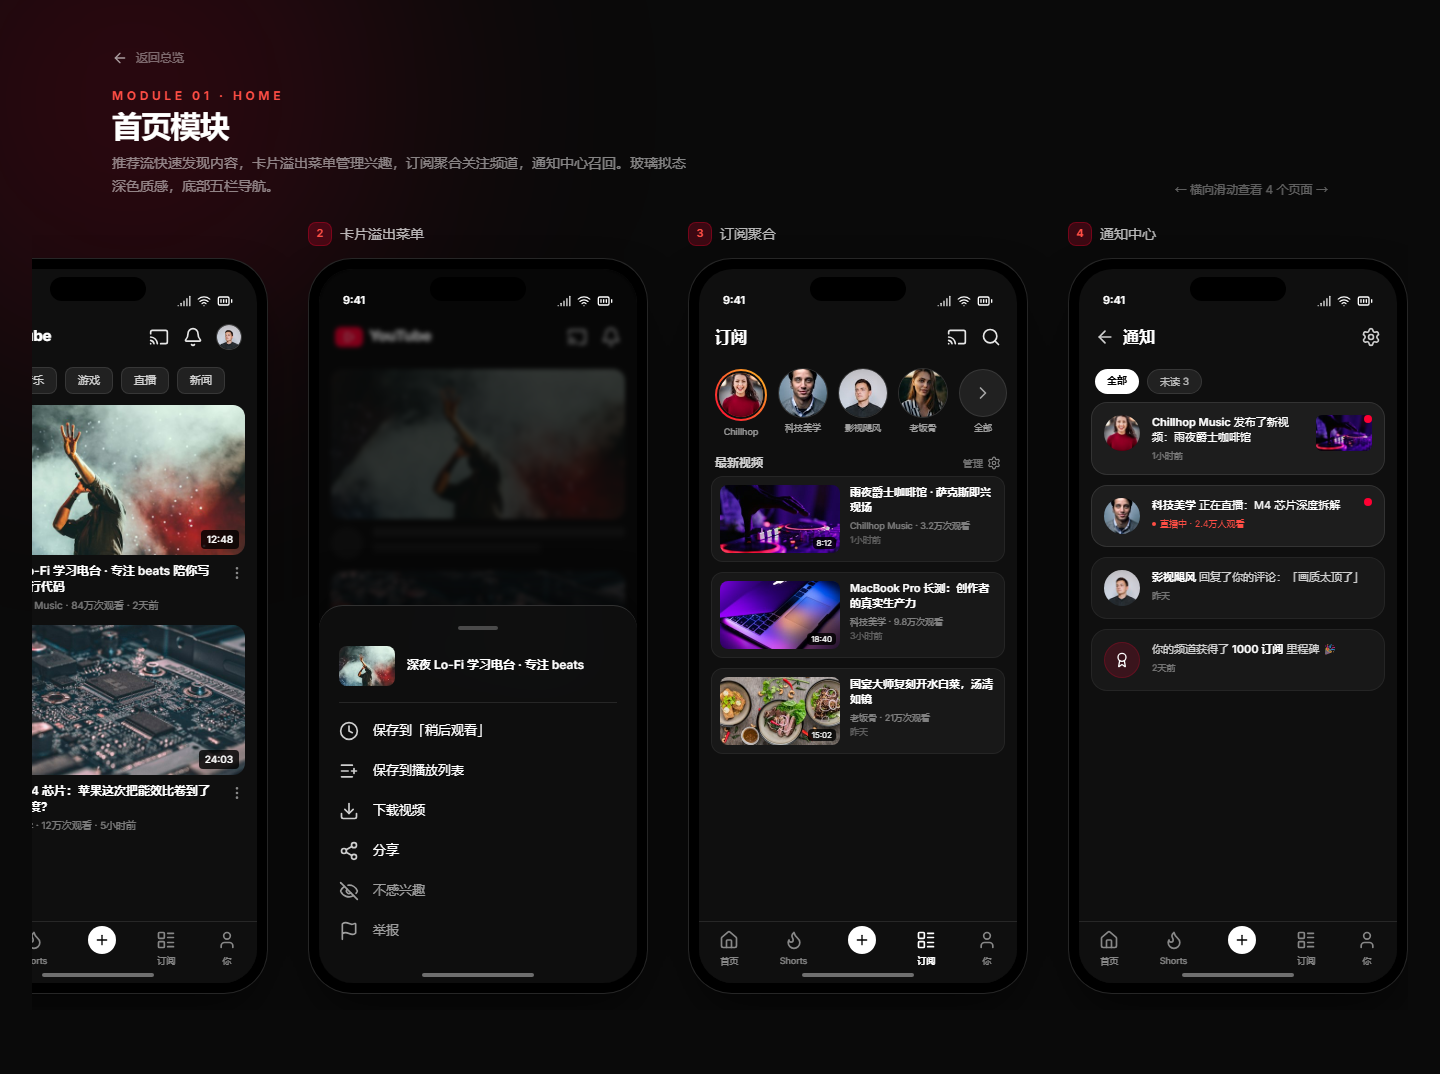 返回总览
MODULE 01 · HOME
首页模块
推荐流快速发现内容，卡片溢出菜单管理兴趣，订阅聚合关注频道，通知中心召回。玻璃拟态
深色质感，底部五栏导航。
← 横向滑动查看 4 个页面 →
ube
乐
游戏
直播
新闻
12:48
o-Fi 学习电台 · 专注 beats 陪你写
行代码
Music · 84万次观看 · 2天前
24:03
4 芯片：苹果这次把能效比卷到了
度?
· 12万次观看 · 5小时前
orts
订阅
你
2
卡片溢出菜单
9:41
YouTube
深夜 Lo-Fi 学习电台 · 专注 beats
保存到「稍后观看」
保存到播放列表
下载视频
分享
不感兴趣
举报
3
订阅聚合
9:41
订阅
Chillhop
科技美学
影视飓风
老饭骨
全部
最新视频
管理
8:12
雨夜爵士咖啡馆 · 萨克斯即兴
现场
Chillhop Music · 3.2万次观看
1小时前
18:40
MacBook Pro 长测：创作者
的真实生产力
科技美学 · 9.8万次观看
3小时前
15:02
国宴大师复刻开水白菜，汤清
如镜
老饭骨 · 21万次观看
昨天
首页
Shorts
订阅
你
4
通知中心
9:41
通知
全部
未读 3
Chillhop Music 发布了新视
频：雨夜爵士咖啡馆
1小时前
科技美学 正在直播：M4 芯片深度拆解
• 直播中 · 2.4万人观看
影视飓风 回复了你的评论：「画质太顶了」
昨天
你的频道获得了 1000 订阅 里程碑 🎉
2天前
首页
Shorts
订阅
你